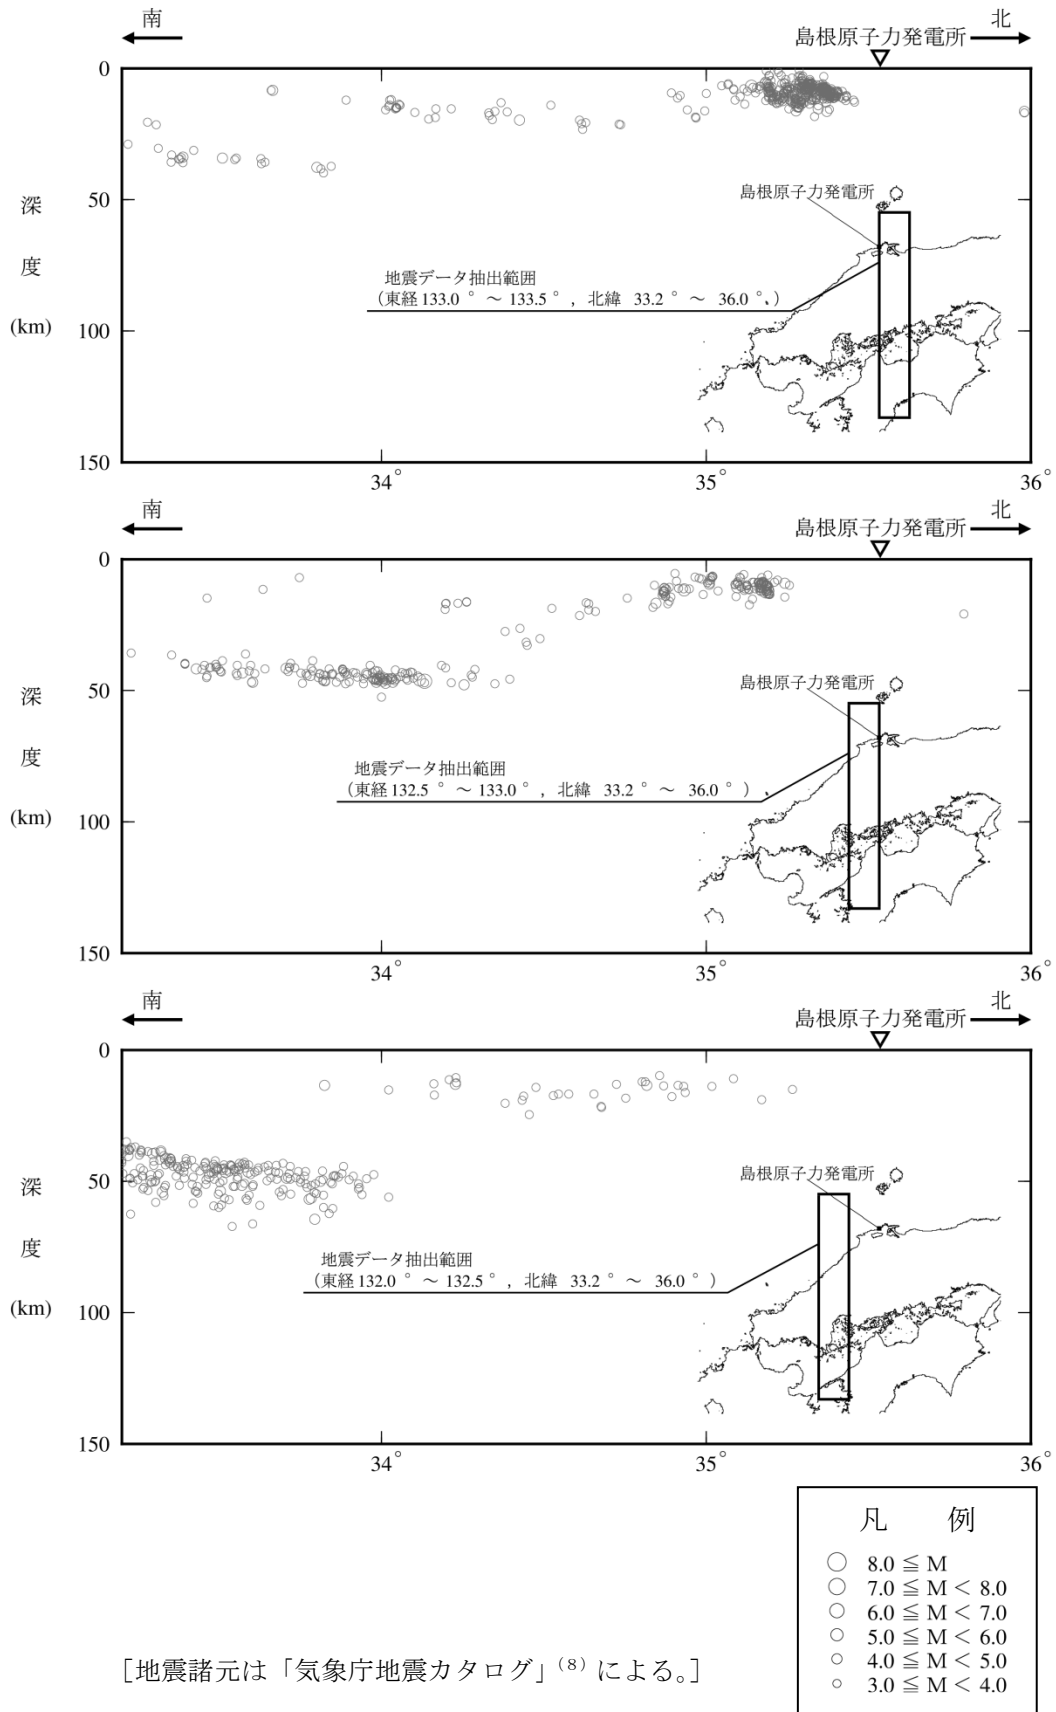 南 北
島根原子力発電所
0
50
100
150
深
度
(km)
島根原子力発電所
地震データ抽出範囲
（東経 133.0 ° ～ 133.5 ° ， 北緯 33.2 ° ～ 36.0 ° ）
34° 35° 36°
南 北
島根原子力発電所
0
50
100
150
深
度
(km)
島根原子力発電所
地震データ抽出範囲
（東経 132.5 ° ～ 133.0 ° ， 北緯 33.2 ° ～ 36.0 ° ）
34° 35° 36°
南 北
島根原子力発電所
0
50
100
150
深
度
(km)
島根原子力発電所
地震データ抽出範囲
（東経 132.0 ° ～ 132.5 ° ， 北緯 33.2 ° ～ 36.0 ° ）
34° 35° 36°
凡 例
8.0 ≦ M
7.0 ≦ M < 8.0
6.0 ≦ M < 7.0
5.0 ≦ M < 6.0
4.0 ≦ M < 5.0
3.0 ≦ M < 4.0
［地震諸元は「気象庁地震カタログ」(8) による。］